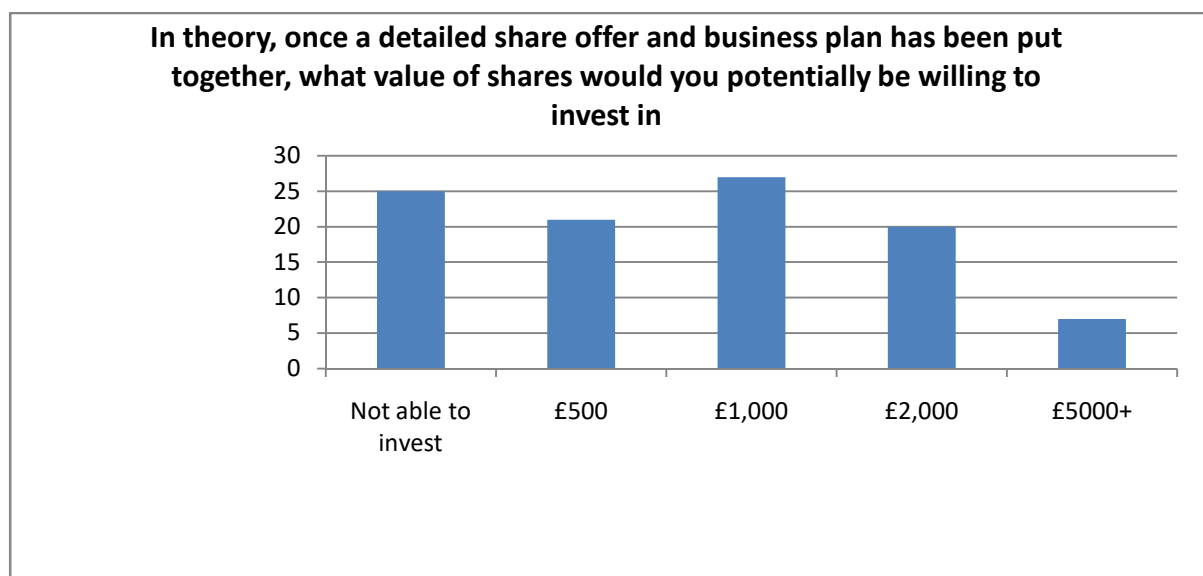 In theory, once a detailed share offer and business plan has been put
together, what value of shares would you potentially be willing to
invest in
30
25
20
15
10
5
0
Not able to
invest
£500
£1,000
£2,000
£5000+